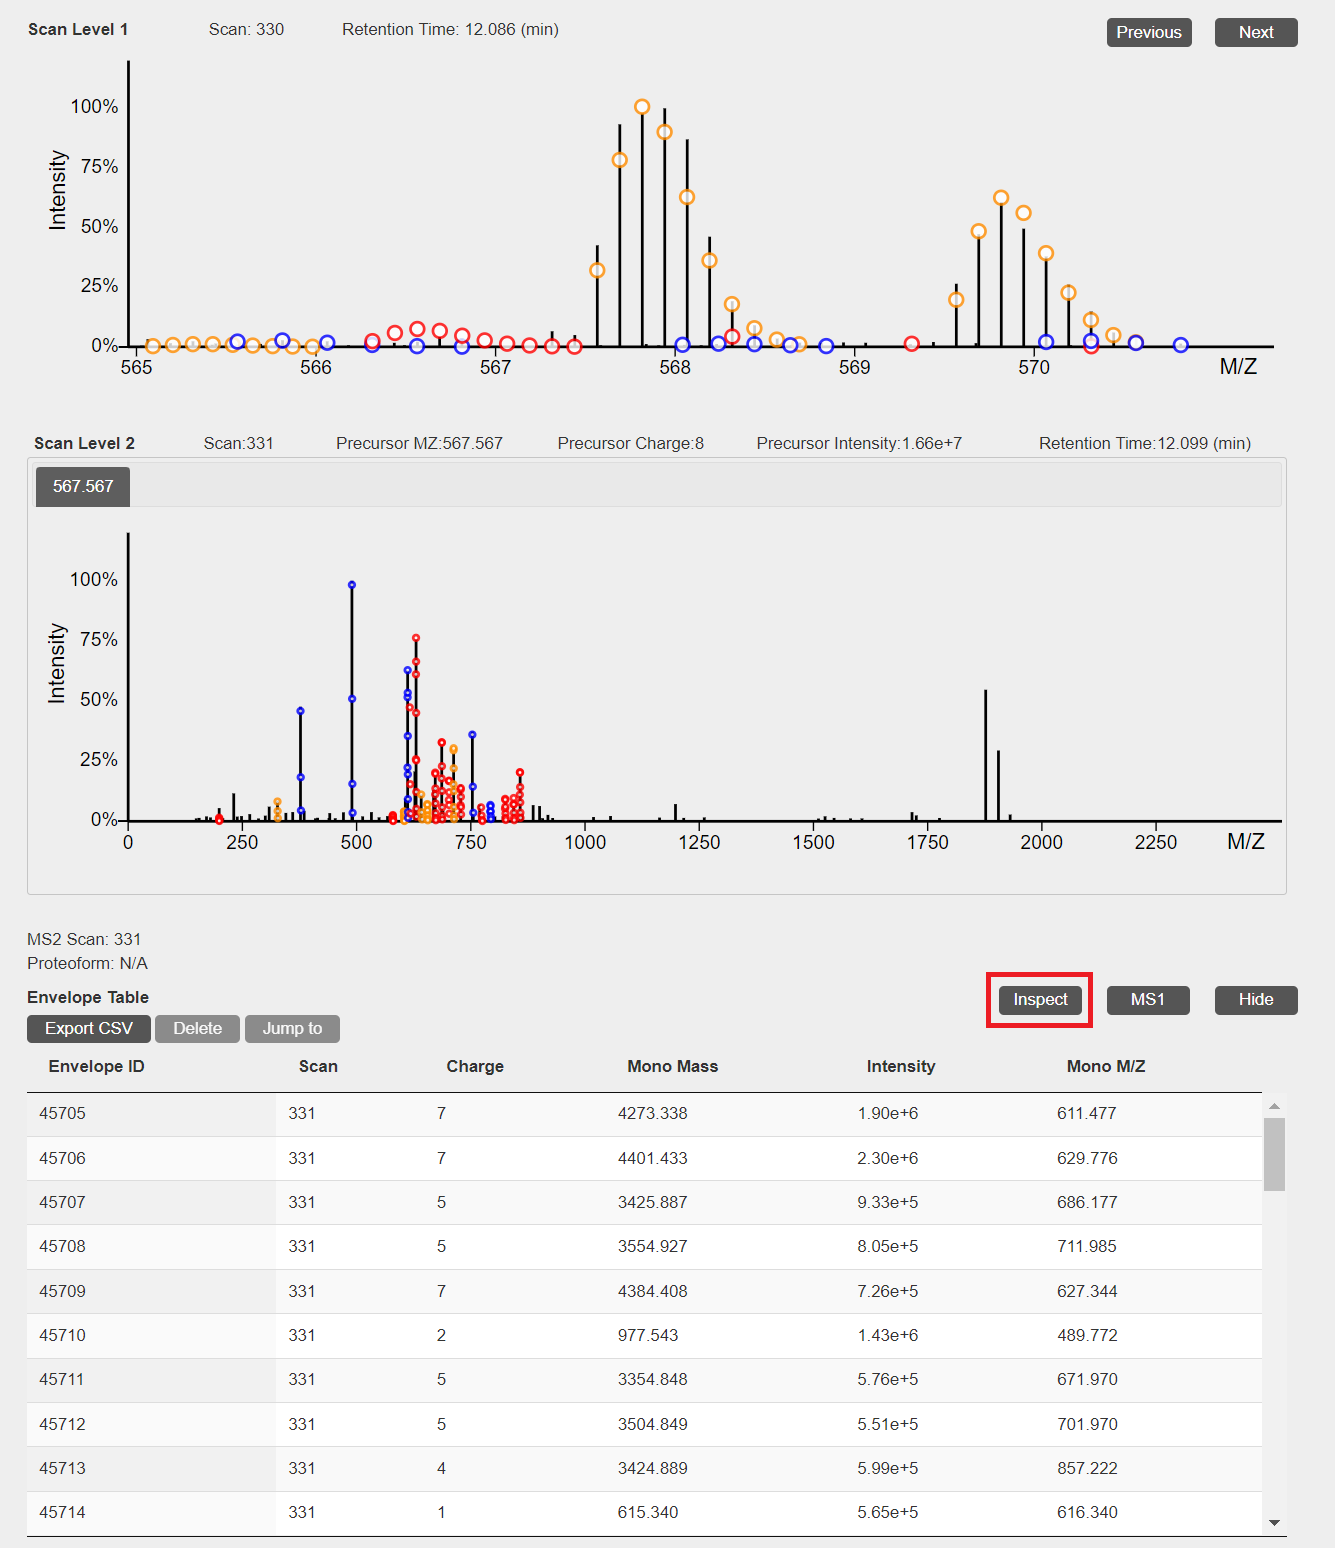 Scan Level 1 Scan: 330 Retention Time: 12.086 (min) Previous Next
Intensity
100%
75%
50%
25%
0%
565 566 567 568 569 570 M/Z
Scan Level 2 Scan:331 Precursor MZ:567.567 Precursor Charge:8 Precursor Intensity:1.66e+7 Retention Time:12.099 (min)
567.567
Intensity
100%
75%
50%
25%
0%
0 250 500 750 1000 1250 1500 1750 2000 2250 M/Z
MS2 Scan: 331
Proteoform: N/A
Envelope Table Inspect MS1 Hide
Export CSV Delete Jump to
Envelope ID Scan Charge Mono Mass Intensity Mono M/Z
45705 331 7 4273.338 1.90e+6 611.477
45706 331 7 4401.433 2.30e+6 629.776
45707 331 5 3425.887 9.33e+5 686.177
45708 331 5 3554.927 8.05e+5 711.985
45709 331 7 4384.408 7.26e+5 627.344
45710 331 2 977.543 1.43e+6 489.772
45711 331 5 3354.848 5.76e+5 671.970
45712 331 5 3504.849 5.51e+5 701.970
45713 331 4 3424.889 5.99e+5 857.222
45714 331 1 615.340 5.65e+5 616.340